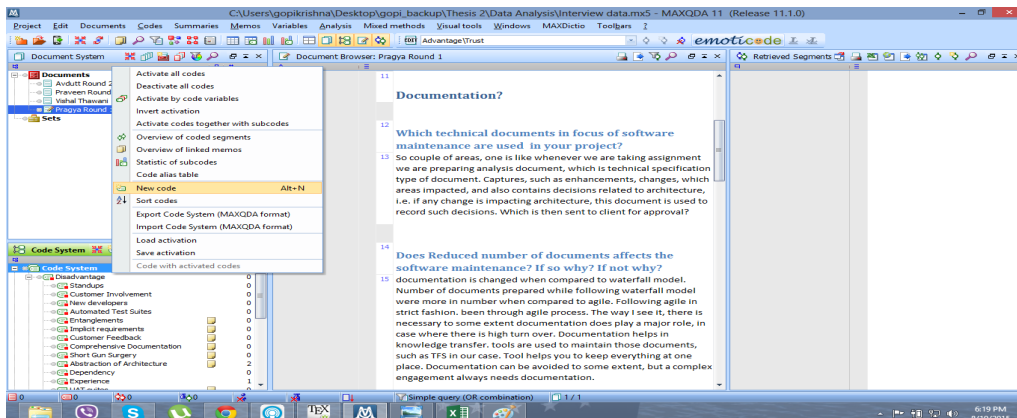 C:\Users\gopikrishna\Desktop\gopi_backup\Thesis 2\Data Analysis\Interview data.mx5 - MAXQDA 11 (Release 11.1.0)
Project Edit Documents Codes Summaries Memos Variables Analysis Mixed methods Visual tools Windows MAXDictio Toolbars ?
Advantage\Trust
emoticode
Document System
Document Browser: Pragya Round 1
Retrieved Segments
Documents
Avdutt Round 2
Praveen Round
Vishal Thawani
Pragya Round
Sets
Activate all codes
Deactivate all codes
Activate by code variables
Invert activation
Activate codes together with subcodes
Overview of coded segments
Overview of linked memos
Statistic of subcodes
Code alias table
New code Alt+N
Sort codes
Export Code System (MAXQDA format)
Import Code System (MAXQDA format)
Load activation
Save activation
Code with activated codes
Code System
Code System
Disadvantage 0
Standups 0
Customer Involvement 0
New developers 0
Automated Test Suites 0
Entanglements 0
Implicit requirements 0
Customer Feedback 0
Comprehensive Documentation 0
Short Gun Surgery 0
Abstraction of Architecture 2
Dependency 0
Experience 1
UAT suites
11
Documentation?
12
Which technical documents in focus of software
maintenance are used in your project?
13 So couple of areas, one is like whenever we are taking assignment
we are preparing analysis document, which is technical specification
type of document. Captures, such as enhancements, changes, which
areas impacted, and also contains decisions related to architecture,
i.e. if any change is impacting architecture, this document is used to
record such decisions. Which is then sent to client for approval?
14
Does Reduced number of documents affects the
software maintenance? If so why? If not why?
15 documentation is changed when compared to waterfall model.
Number of documents prepared while following waterfall model
were more in number when compared to agile. Following agile in
strict fashion. been through agile process. The way I see it, there is
necessary to some extent documentation does play a major role, in
case where there is high turn over. Documentation helps in
knowledge transfer. tools are used to maintain those documents,
such as TFS in our case. Tool helps you to keep everything at one
place. Documentation can be avoided to some extent, but a complex
engagement always needs documentation.
0 0 0 0 0 Simple query (OR combination) 1 / 1
TEX
6:19 PM